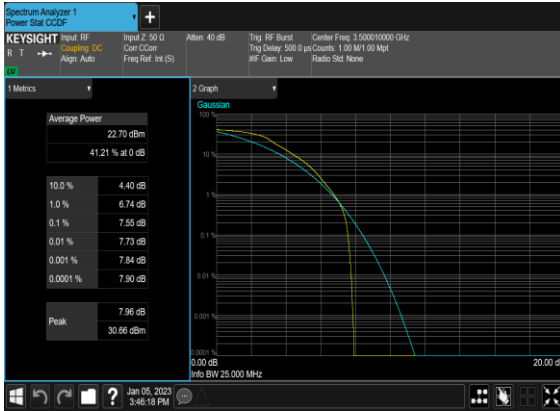 Spectrum Analyzer 1
Power Stat CCDF
KEYSIGHT
Input: RF
Input Z: 50 Ω
Atten: 40 dB
Trig: RF Burst
Center Freq: 3.500010000 GHz
R T
Coupling: DC
Corr CCorr
Trig Delay: 500.0 µs
Counts: 1.00 M/1.00 Mpt
Align: Auto
Freq Ref: Int (S)
#IF Gain: Low
Radio Std: None
1 Metrics
2 Graph
Gaussian
Average Power
22.70 dBm
41.21 % at 0 dB
10.0 % 4.40 dB
1.0 % 6.74 dB
0.1 % 7.55 dB
0.01 % 7.73 dB
0.001 % 7.84 dB
0.0001 % 7.90 dB
Peak
7.96 dB
30.66 dBm
100 %
10 %
1 %
0.1 %
0.01 %
0.001 %
0.0001 %
0.00 dB
20.00 d
Info BW 25.000 MHz
?
Jan 05, 2023
3:46:18 PM